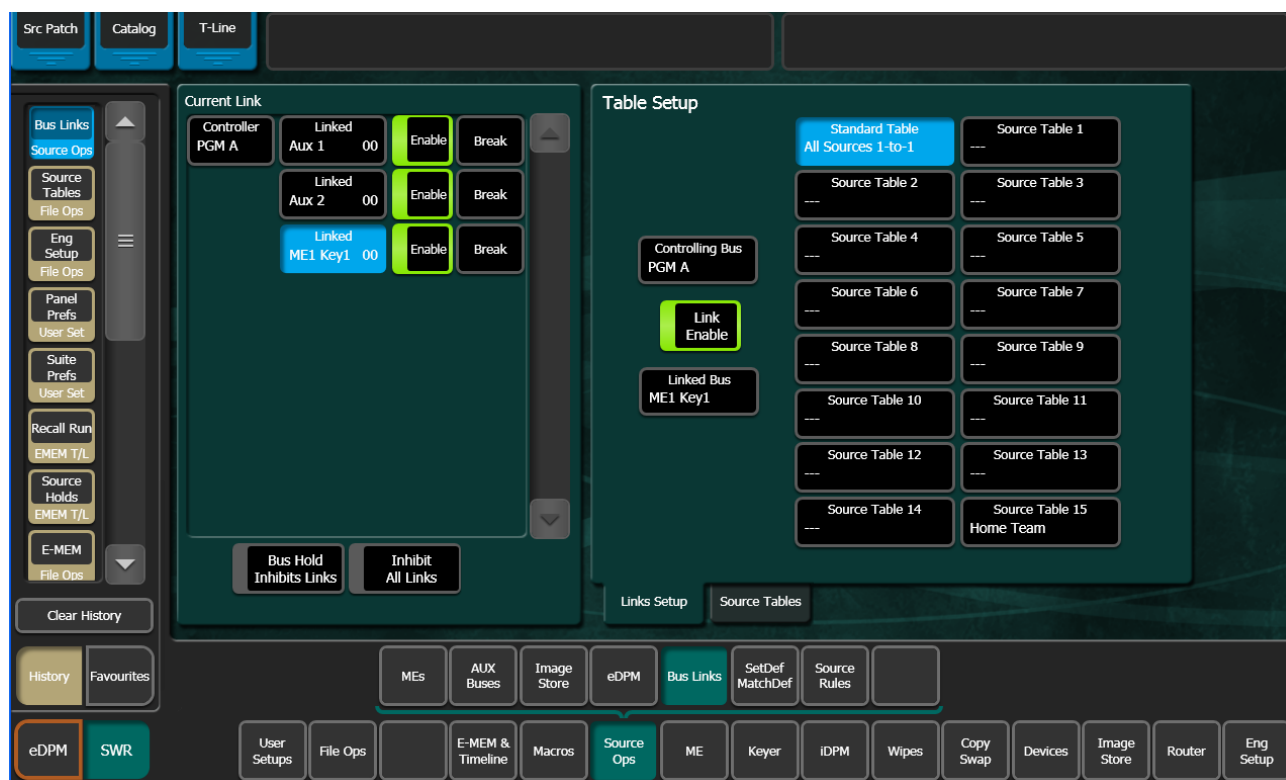 Src Patch
Catalog
T-Line
Bus Links
Source Ops
Source
Tables
File Ops
Eng
Setup
File Ops
Panel
Prefs
User Set
Suite
Prefs
User Set
Recall Run
EMEM T/L
Source
Holds
EMEM T/L
E-MEM
File Ops
Clear History
History
Favourites
eDPM
SWR
Current Link
Controller
PGM A
Linked
Aux 1 00
Enable
Break
Linked
Aux 2 00
Enable
Break
Linked
ME1 Key1 00
Enable
Break
Bus Hold
Inhibits Links
Inhibit
All Links
Table Setup
Controlling Bus
PGM A
Link
Enable
Linked Bus
ME1 Key1
Standard Table
All Sources 1-to-1
Source Table 1
---
Source Table 2
---
Source Table 3
---
Source Table 4
---
Source Table 5
---
Source Table 6
---
Source Table 7
---
Source Table 8
---
Source Table 9
---
Source Table 10
---
Source Table 11
---
Source Table 12
---
Source Table 13
---
Source Table 14
---
Source Table 15
Home Team
Links Setup
Source Tables
MEs
AUX
Buses
Image
Store
eDPM
Bus Links
SetDef
MatchDef
Source
Rules
User
Setups
File Ops
E-MEM &
Timeline
Macros
Source
Ops
ME
Keyer
iDPM
Wipes
Copy
Swap
Devices
Image
Store
Router
Eng
Setup